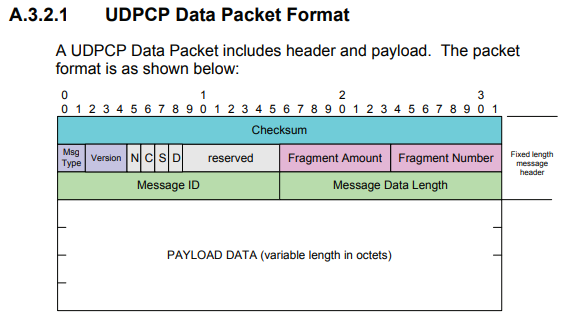 A.3.2.1 UDPCP Data Packet Format
A UDPCP Data Packet includes header and payload. The packet
format is as shown below:
0 1 2 3
0 1 2 3 4 5 6 7 8 9 0 1 2 3 4 5 6 7 8 9 0 1 2 3 4 5 6 7 8 9 0 1
Checksum
Msg
Type
Version N C S D reserved Fragment Amount Fragment Number
Fixed length
message
header
Message ID Message Data Length
PAYLOAD DATA (variable length in octets)